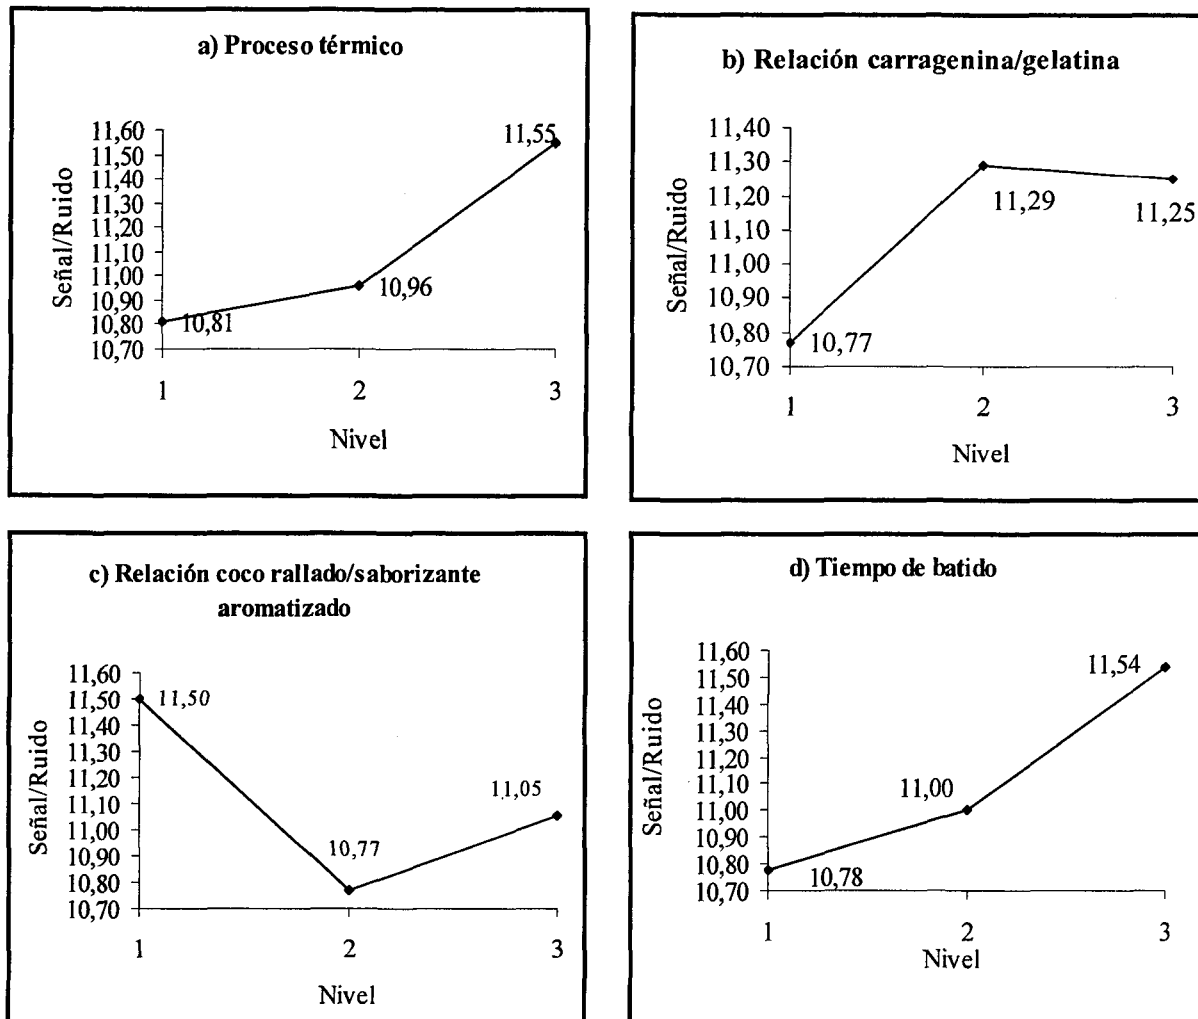 a) Proceso térmico
11,60
11,50
11,40
11,30
11,20
11,10
11,00
10,90
10,80
10,70
Señal/Ruido
10,81
10,96
11,55
1 2 3
Nivel
b) Relación carragenina/gelatina
11,40
11,30
11,20
11,10
11,00
10,90
10,80
10,70
Señal/Ruido
10,77
11,29
11,25
1 2 3
Nivel
c) Relación coco rallado/saborizante
aromatizado
11,60
11,50
11,40
11,30
11,20
11,10
11,00
10,90
10,80
10,70
Señal/Ruido
11,50
10,77
11,05
1 2 3
Nivel
d) Tiempo de batido
11,60
11,50
11,40
11,30
11,20
11,10
11,00
10,90
10,80
10,70
Señal/Ruido
10,78
11,00
11,54
1 2 3
Nivel